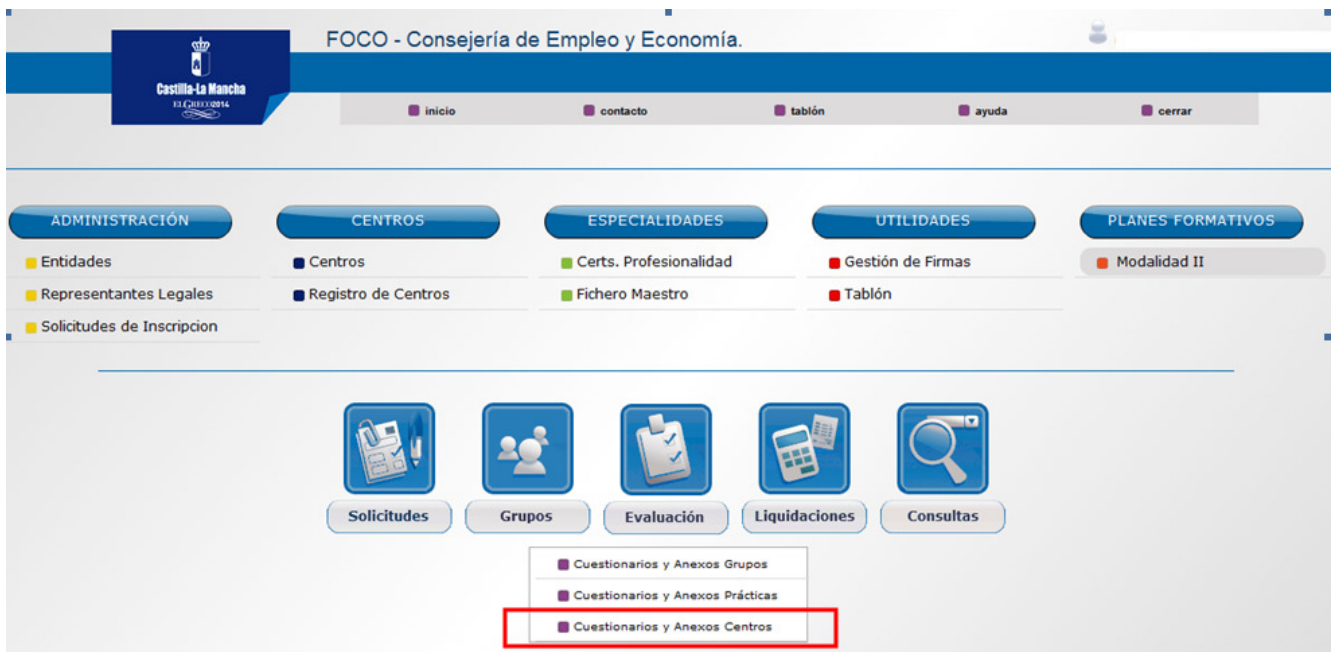 FOCO - Consejería de Empleo y Economía.
Castilla-La Mancha
EL GRECO2014
inicio contacto tablón ayuda cerrar
ADMINISTRACIÓN CENTROS ESPECIALIDADES UTILIDADES PLANES FORMATIVOS
Entidades Centros Certs. Profesionalidad Gestión de Firmas Modalidad II
Representantes Legales Registro de Centros Fichero Maestro Tablón
Solicitudes de Inscripcion
Solicitudes Grupos Evaluación Liquidaciones Consultas
Cuestionarios y Anexos Grupos
Cuestionarios y Anexos Prácticas
Cuestionarios y Anexos Centros